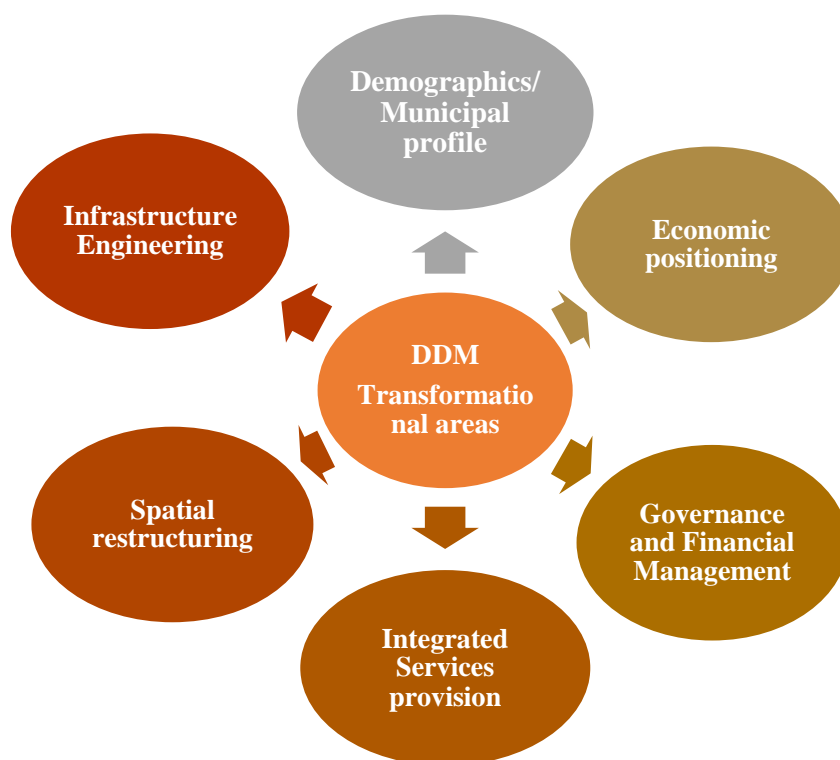 Demographics/
Municipal
profile
Infrastructure
Engineering
Economic
positioning
DDM
Transformatio
nal areas
Spatial
restructuring
Governance
and Financial
Management
Integrated
Services
provision